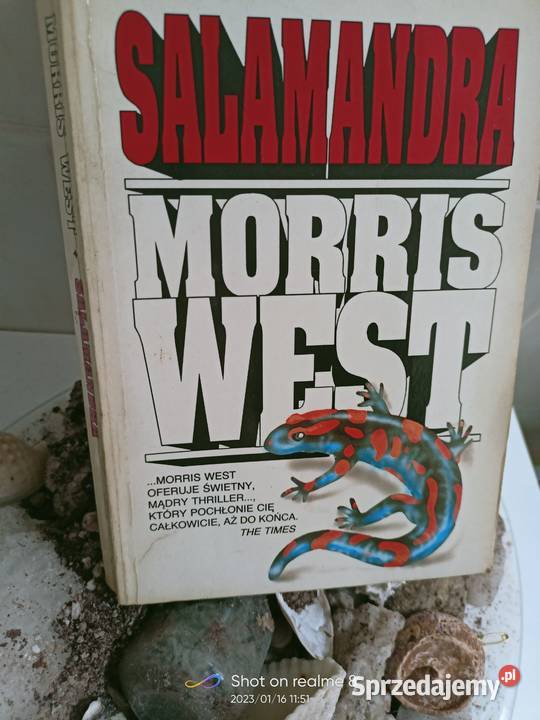 SALAMANDRA
MORRIS
WEST
...MORRIS WEST
OFERUJE ŚWIETNY,
MĄDRY THRILLER...,
KTÓRY POCHŁONIE CIĘ
CAŁKOWICIE, AŻ DO KOŃCA.
THE TIMES
MORRIS WEST • SALAMANDRA
Shot on realme 8
2023/01/16 11:51
Sprzedajemy.pl